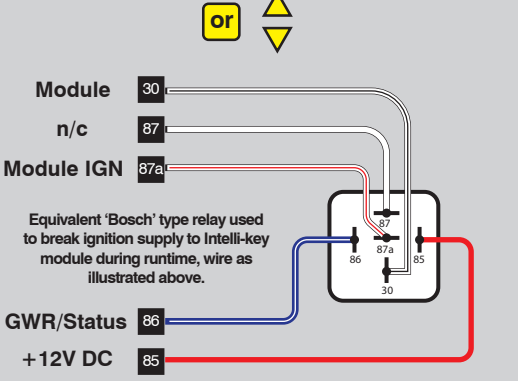 or
Module 30
n/c 87
Module IGN 87a
Equivalent ‘Bosch’ type relay used
to break ignition supply to Intelli-key
module during runtime, wire as
illustrated above.
GWR/Status 86
+12V DC 85
87
87a
86
85
30